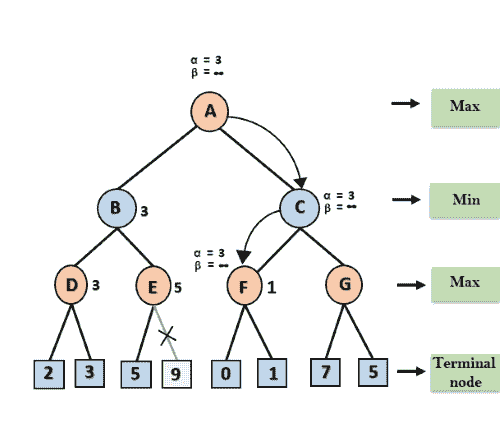 α = 3
β = ∞
A
Max
B
3
C
α = 3
β = ∞
Min
α = 3
β = ∞
D
3
E
5
F
1
G
Max
2
3
5
9
0
1
7
5
Terminal
node